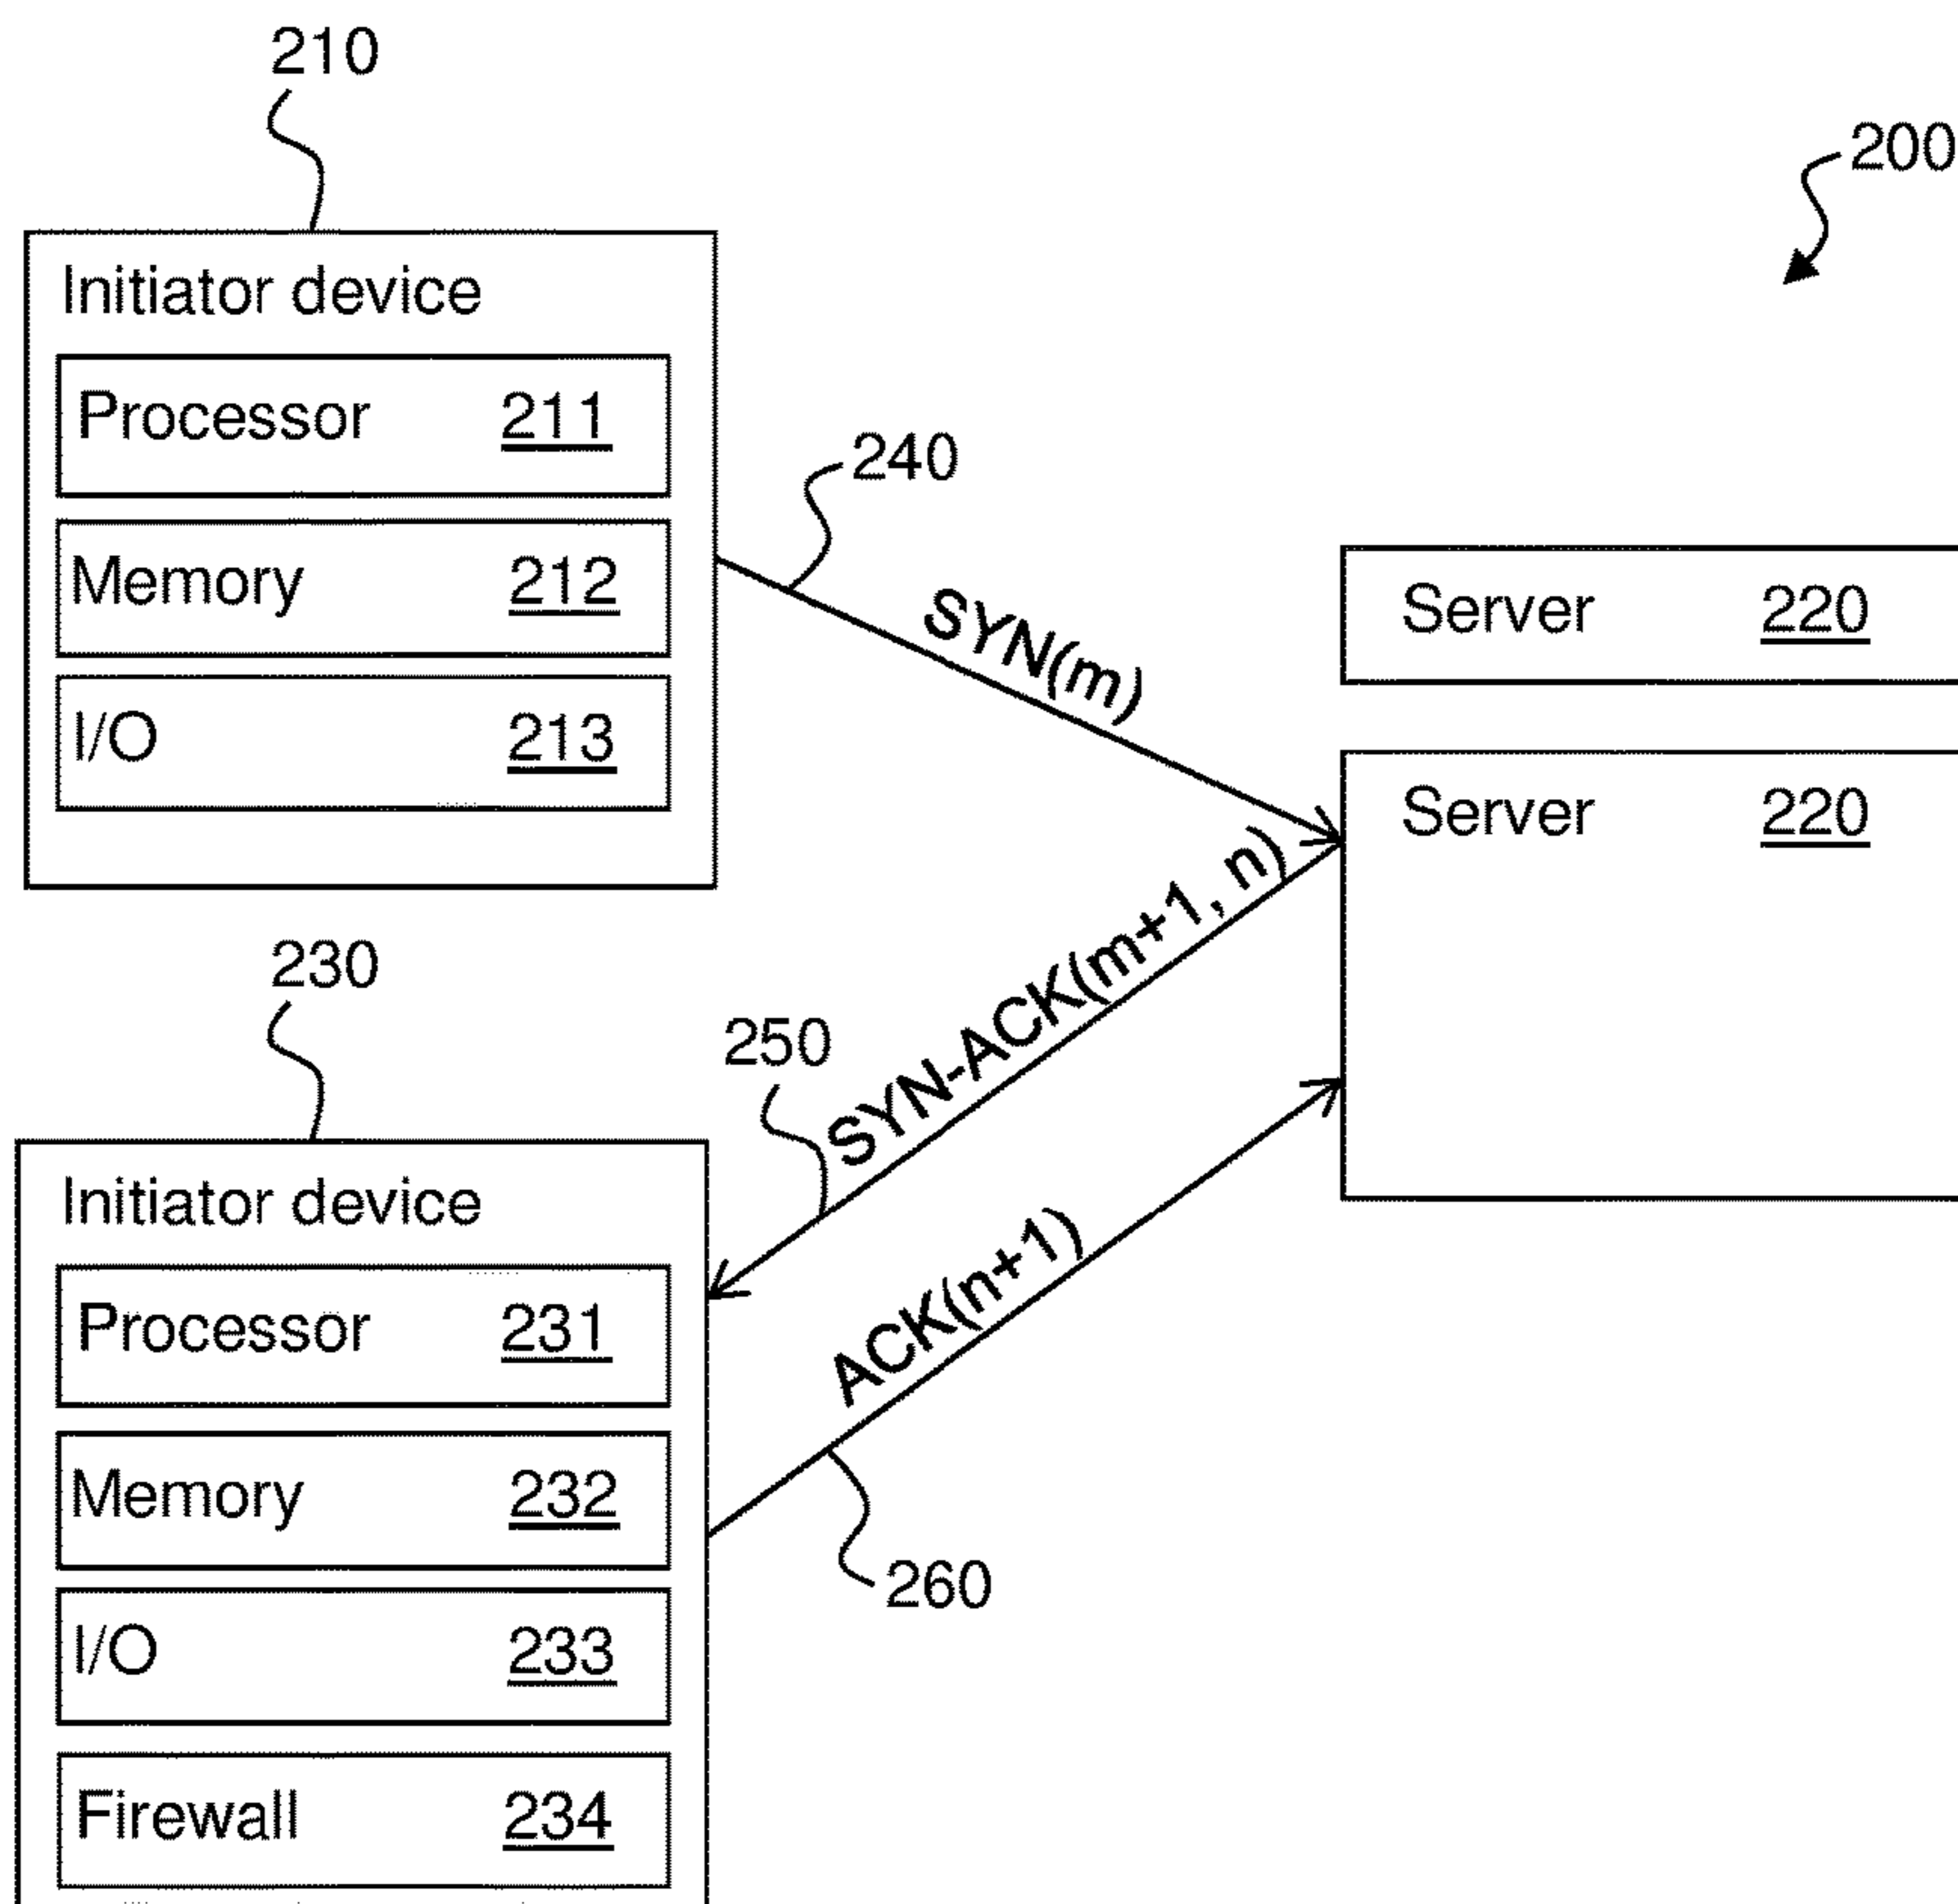 210
200
Initiator device
Processor 211
240
Memory 212
SYN(m)
Server 220
I/O 213
Server 220
SYN-ACK(m+1, n)
230
250
Initiator device
ACK(n+1)
Processor 231
Memory 232
260
I/O 233
Firewall 234